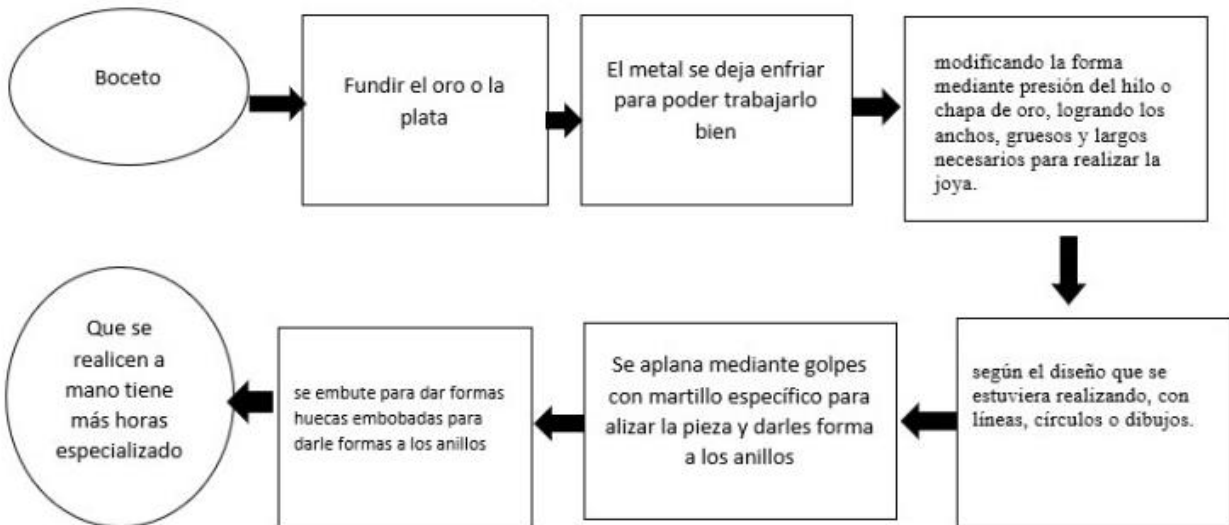 Boceto
Fundir el oro o la
plata
El metal se deja enfriar
para poder trabajarlo
bien
modificando la forma
mediante presión del hilo o
chapa de oro, logrando los
anchos, gruesos y largos
necesarios para realizar la
joya.
según el diseño que se
estuviera realizando, con
líneas, círculos o dibujos.
Se aplana mediante golpes
con martillo específico para
alizar la pieza y darles forma
a los anillos
se embute para dar formas
huecas embobadas para
darle formas a los anillos
Que se
realicen a
mano tiene
más horas
especializado